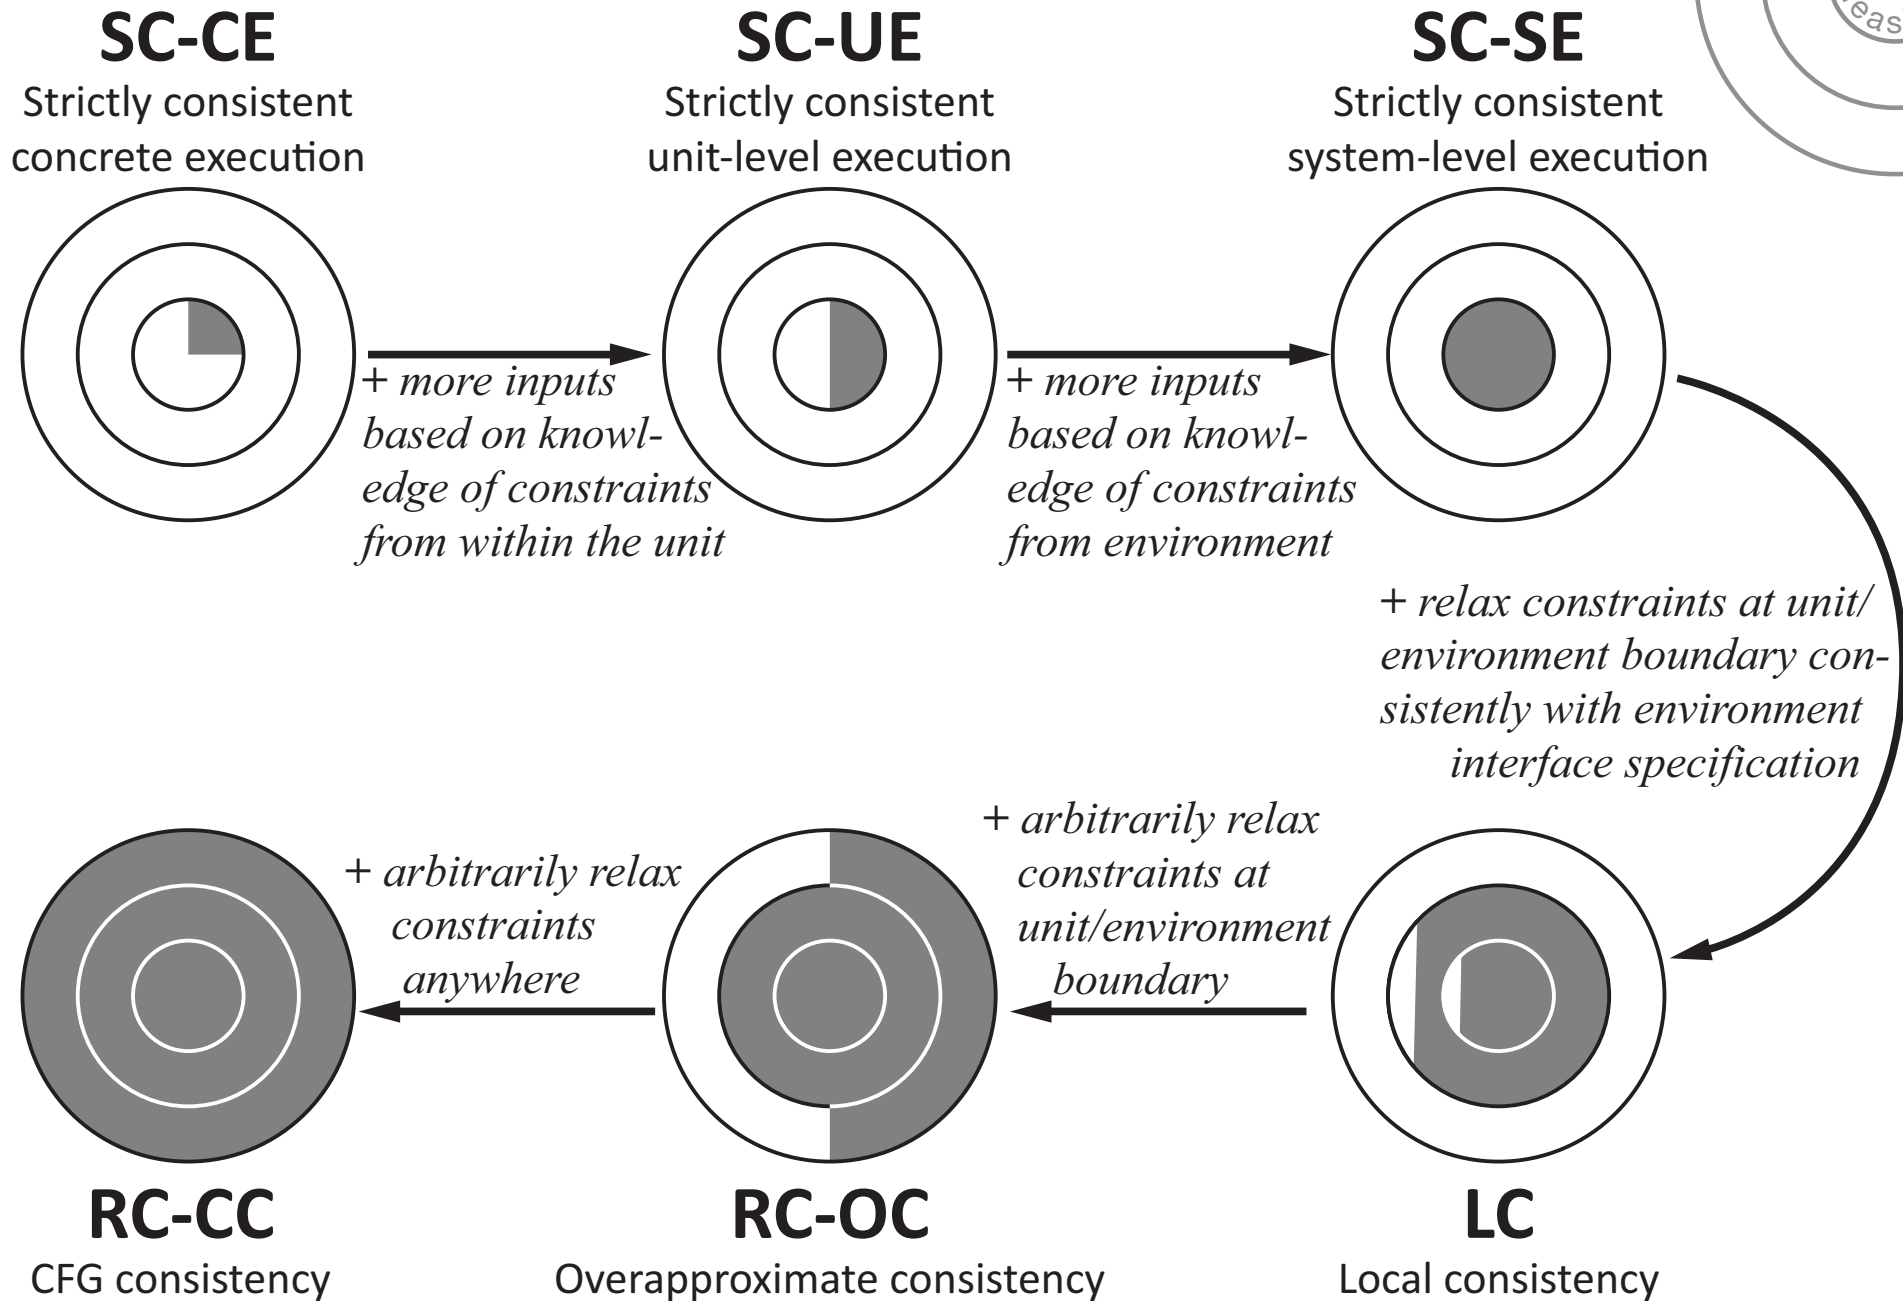 SC-CE
Strictly consistent
concrete execution
SC-UE
Strictly consistent
unit-level execution
SC-SE
Strictly consistent
system-level execution
+ more inputs
based on knowl-
edge of constraints
from within the unit
+ more inputs
based on knowl-
edge of constraints
from environment
+ relax constraints at unit/
environment boundary con-
sistently with environment
interface specification
+ arbitrarily relax
constraints at
unit/environment
boundary
+ arbitrarily relax
constraints
anywhere
RC-CC
CFG consistency
RC-OC
Overapproximate consistency
LC
Local consistency